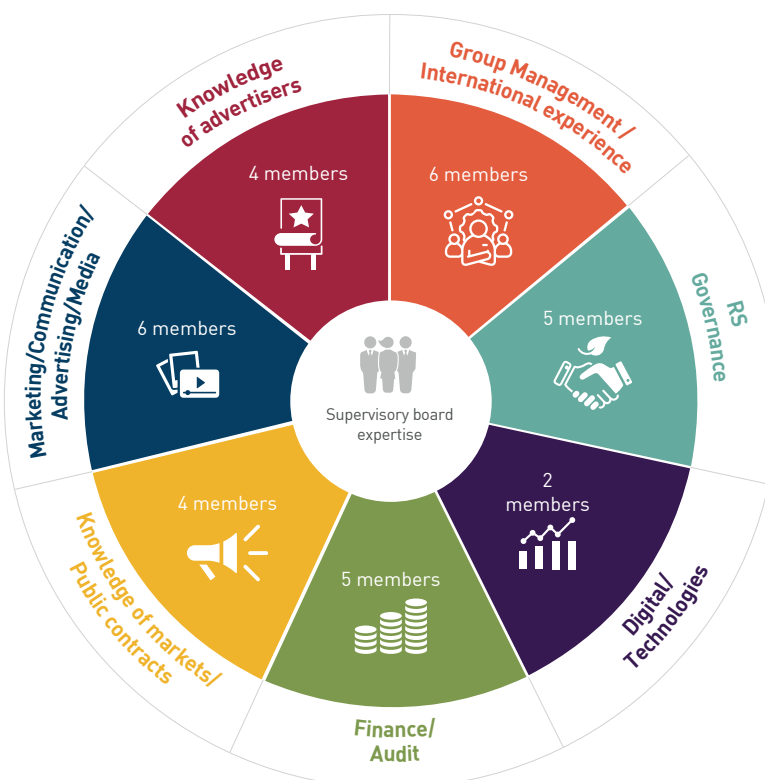 Knowledge
of advertisers
4 members
Group Management/
International experience
6 members
RS
Governance
5 members
Digital/
Technologies
2
members
Finance/
Audit
5 members
Knowledge of markets/
Public contracts
4 members
Marketing/Communication/
Advertising/Media
6 members
Supervisory board
expertise